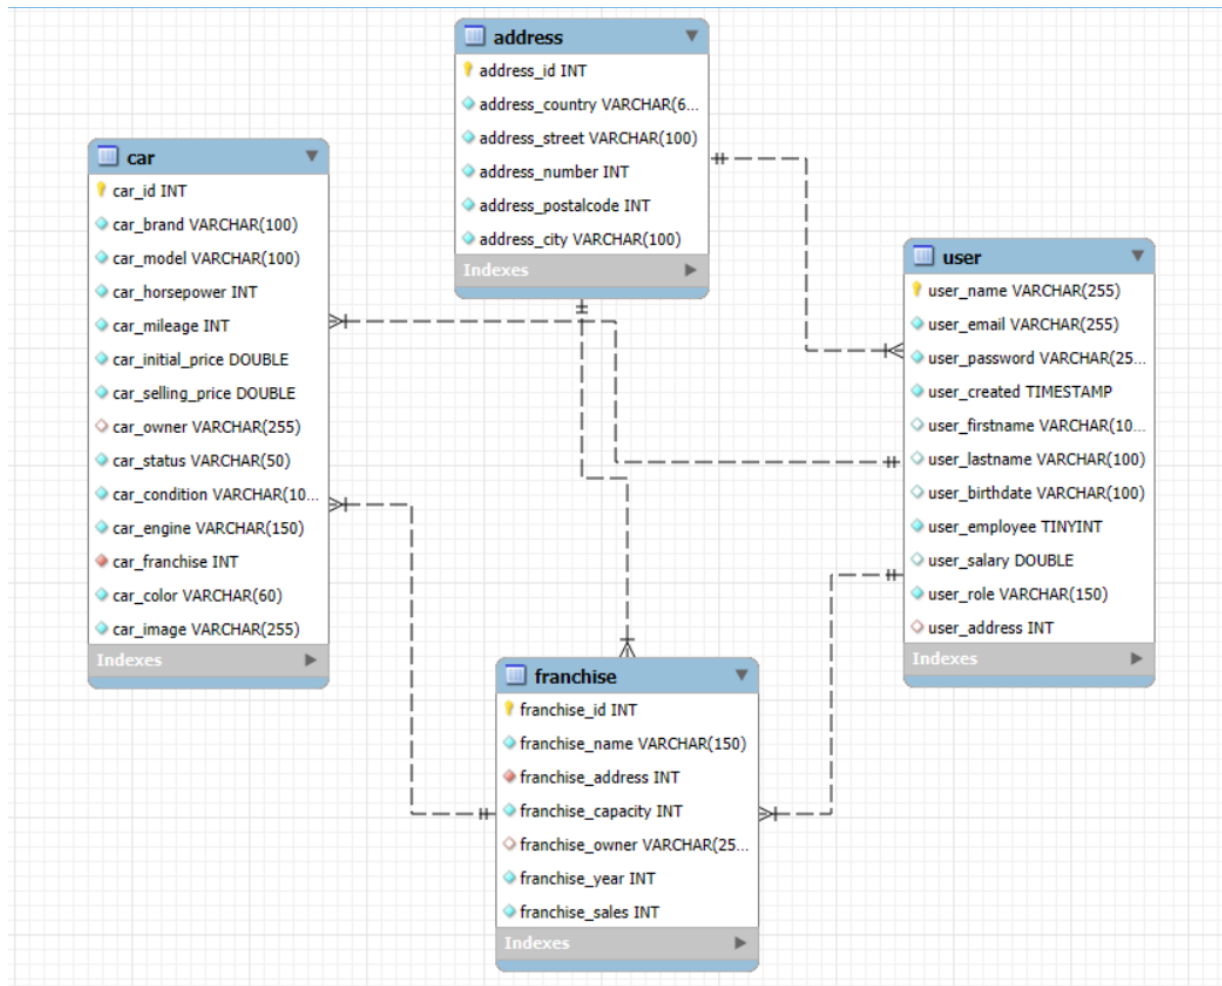 address
address_id INT
address_country VARCHAR(6...
address_street VARCHAR(100)
address_number INT
address_postalcode INT
address_city VARCHAR(100)
Indexes
car
car_id INT
car_brand VARCHAR(100)
car_model VARCHAR(100)
car_horsepower INT
car_mileage INT
car_initial_price DOUBLE
car_selling_price DOUBLE
car_owner VARCHAR(255)
car_status VARCHAR(50)
car_condition VARCHAR(10...
car_engine VARCHAR(150)
car_franchise INT
car_color VARCHAR(60)
car_image VARCHAR(255)
Indexes
user
user_name VARCHAR(255)
user_email VARCHAR(255)
user_password VARCHAR(25...
user_created TIMESTAMP
user_firstname VARCHAR(10...
user_lastname VARCHAR(100)
user_birthdate VARCHAR(100)
user_employee TINYINT
user_salary DOUBLE
user_role VARCHAR(150)
user_address INT
Indexes
franchise
franchise_id INT
franchise_name VARCHAR(150)
franchise_address INT
franchise_capacity INT
franchise_owner VARCHAR(25...
franchise_year INT
franchise_sales INT
Indexes